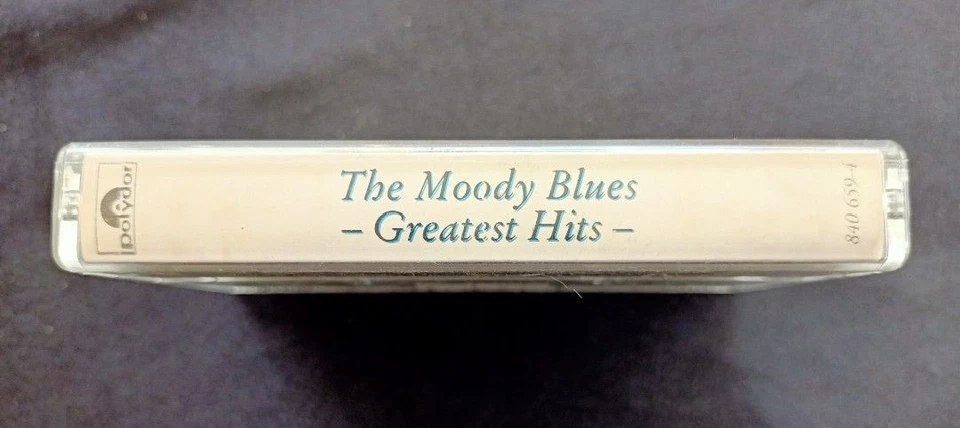 polydor
The Moody Blues
– Greatest Hits –
840 659-4